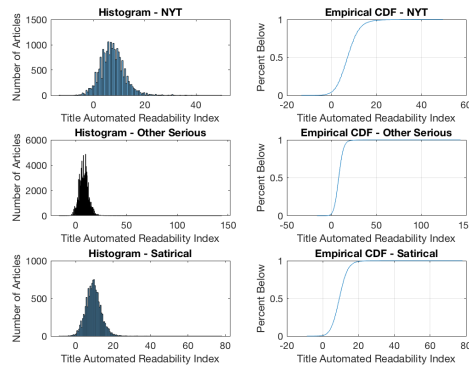 Histogram - NYT
Number of Articles
1500
1000
500
0
0 20 40
Title Automated Readability Index
Empirical CDF - NYT
Percent Below
1
0.5
0
-20 0 20 40 60
Title Automated Readability Index
Histogram - Other Serious
Number of Articles
6000
4000
2000
0
0 50 100 150
Title Automated Readability Index
Empirical CDF - Other Serious
Percent Below
1
0.5
0
-50 0 50 100 150
Title Automated Readability Index
Histogram - Satirical
Number of Articles
1000
500
0
0 20 40 60 80
Title Automated Readability Index
Empirical CDF - Satirical
Percent Below
1
0.5
0
-20 0 20 40 60 80
Title Automated Readability Index